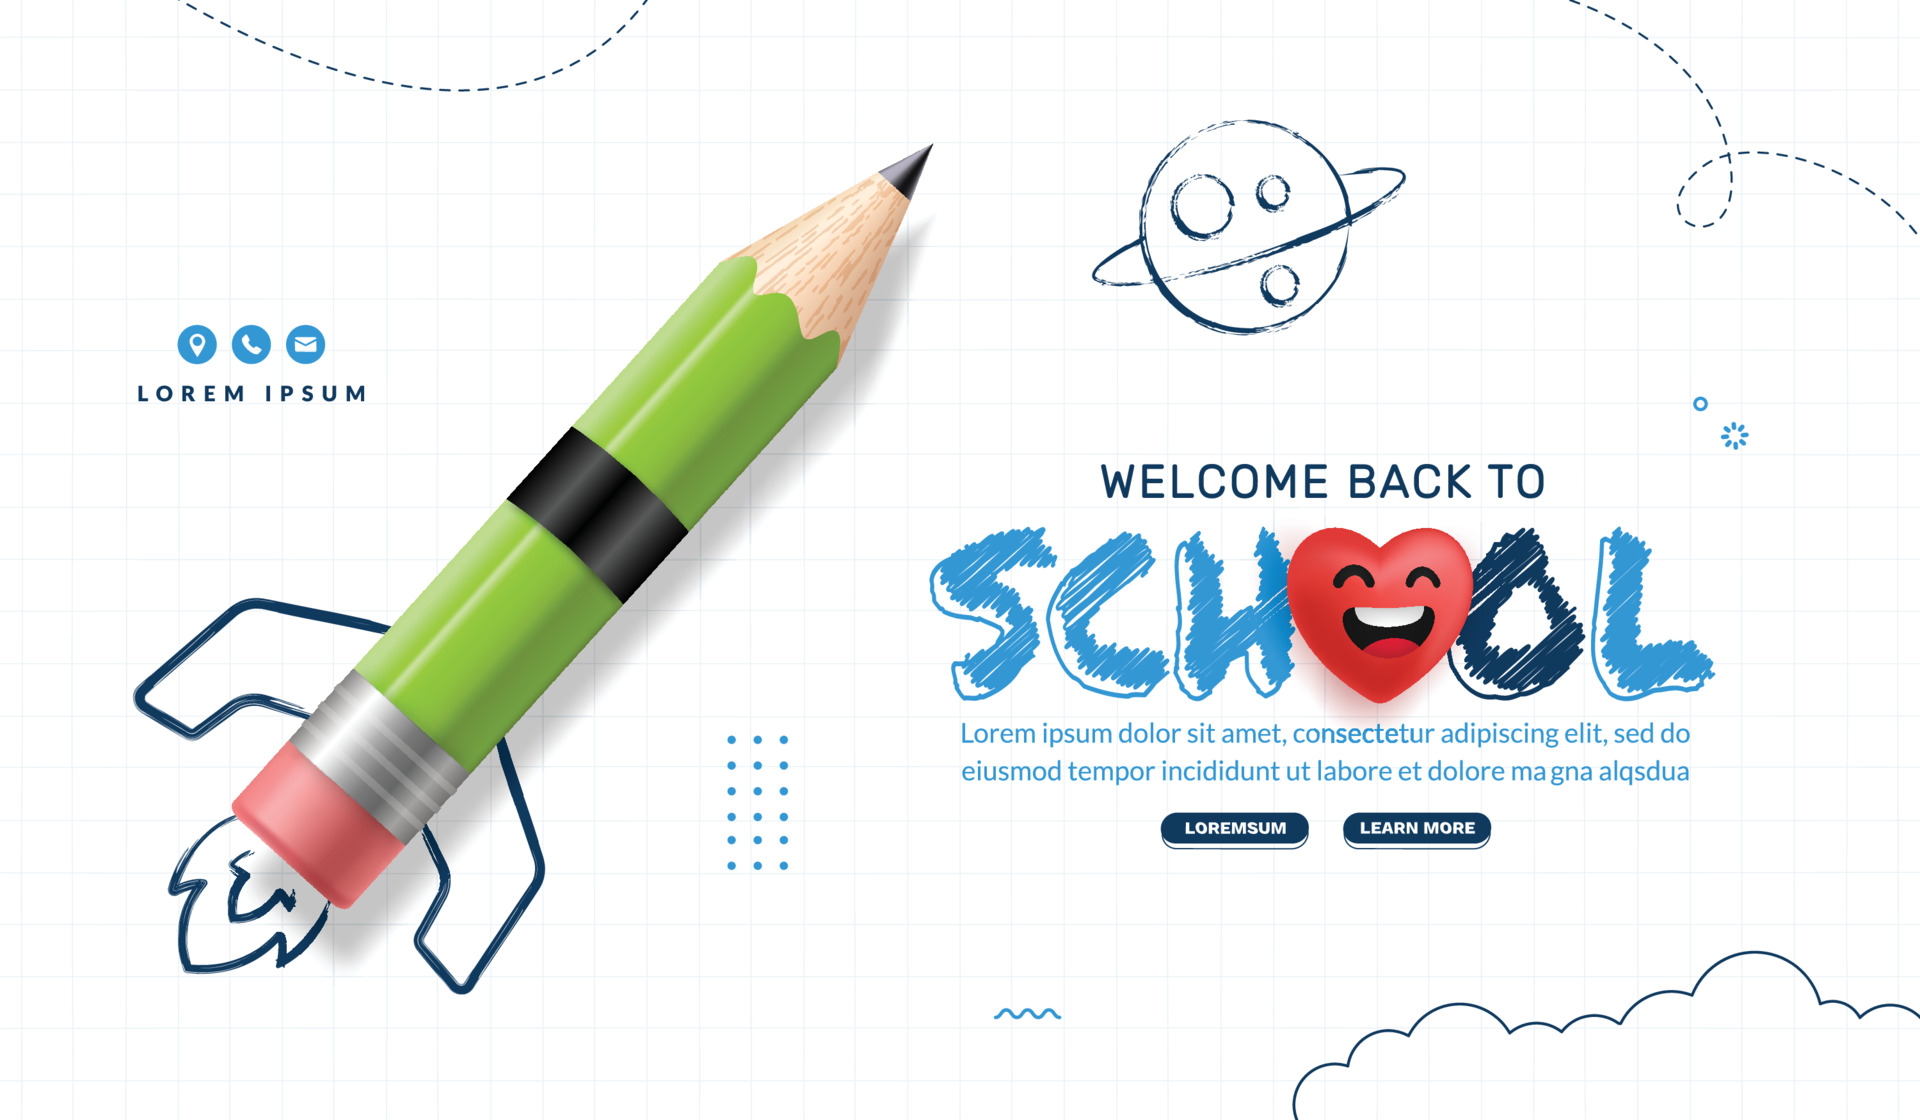 LOREM IPSUM
WELCOME BACK TO
SCHOOL
Lorem ipsum dolor sit amet, consectetur adipiscing elit, sed do
eiusmod tempor incididunt ut labore et dolore ma gna alqsdua
LOREMSUM
LEARN MORE